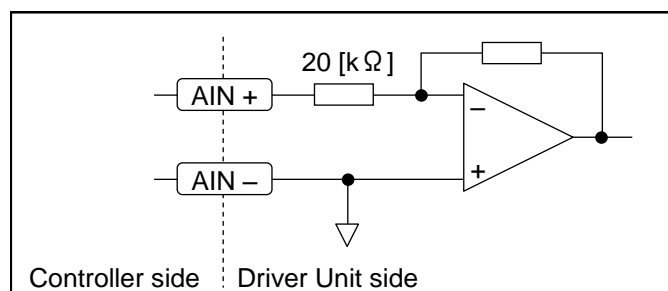 20 [kΩ]
AIN +
–
AIN –
+
Controller side
Driver Unit side